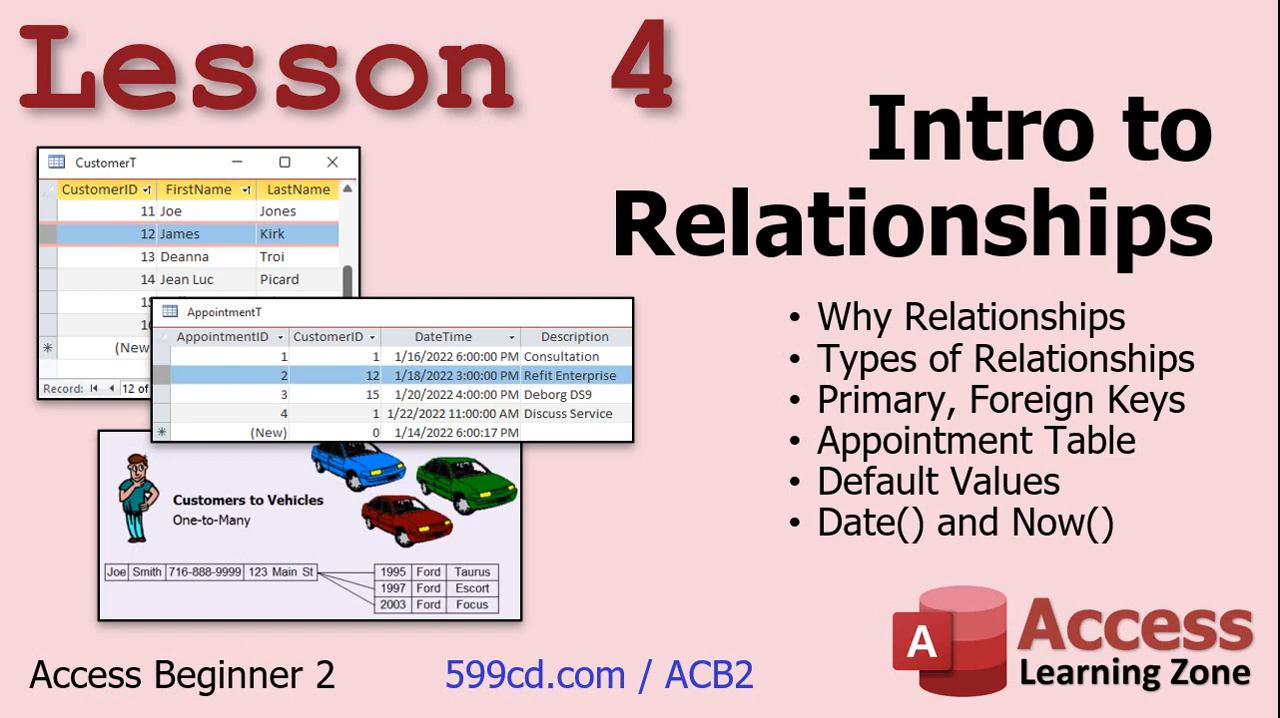 Lesson 4
Intro to
Relationships
CustomerT
CustomerID FirstName LastName
11 Joe Jones
12 James Kirk
13 Deanna Troi
14 Jean Luc Picard
15
16
* (New)
Record: 12 of
AppointmentT
AppointmentID CustomerID DateTime Description
1 1 1/16/2022 6:00:00 PM Consultation
2 12 1/18/2022 3:00:00 PM Refit Enterprise
3 15 1/20/2022 4:00:00 PM Deborg DS9
4 1 1/22/2022 11:00:00 AM Discuss Service
* (New) 0 1/14/2022 6:00:17 PM
Customers to Vehicles
One-to-Many
Joe Smith 716-888-9999 123 Main St
1995 Ford Taurus
1997 Ford Escort
2003 Ford Focus
• Why Relationships
• Types of Relationships
• Primary, Foreign Keys
• Appointment Table
• Default Values
• Date() and Now()
A Access
Learning Zone
Access Beginner 2 599cd.com / ACB2